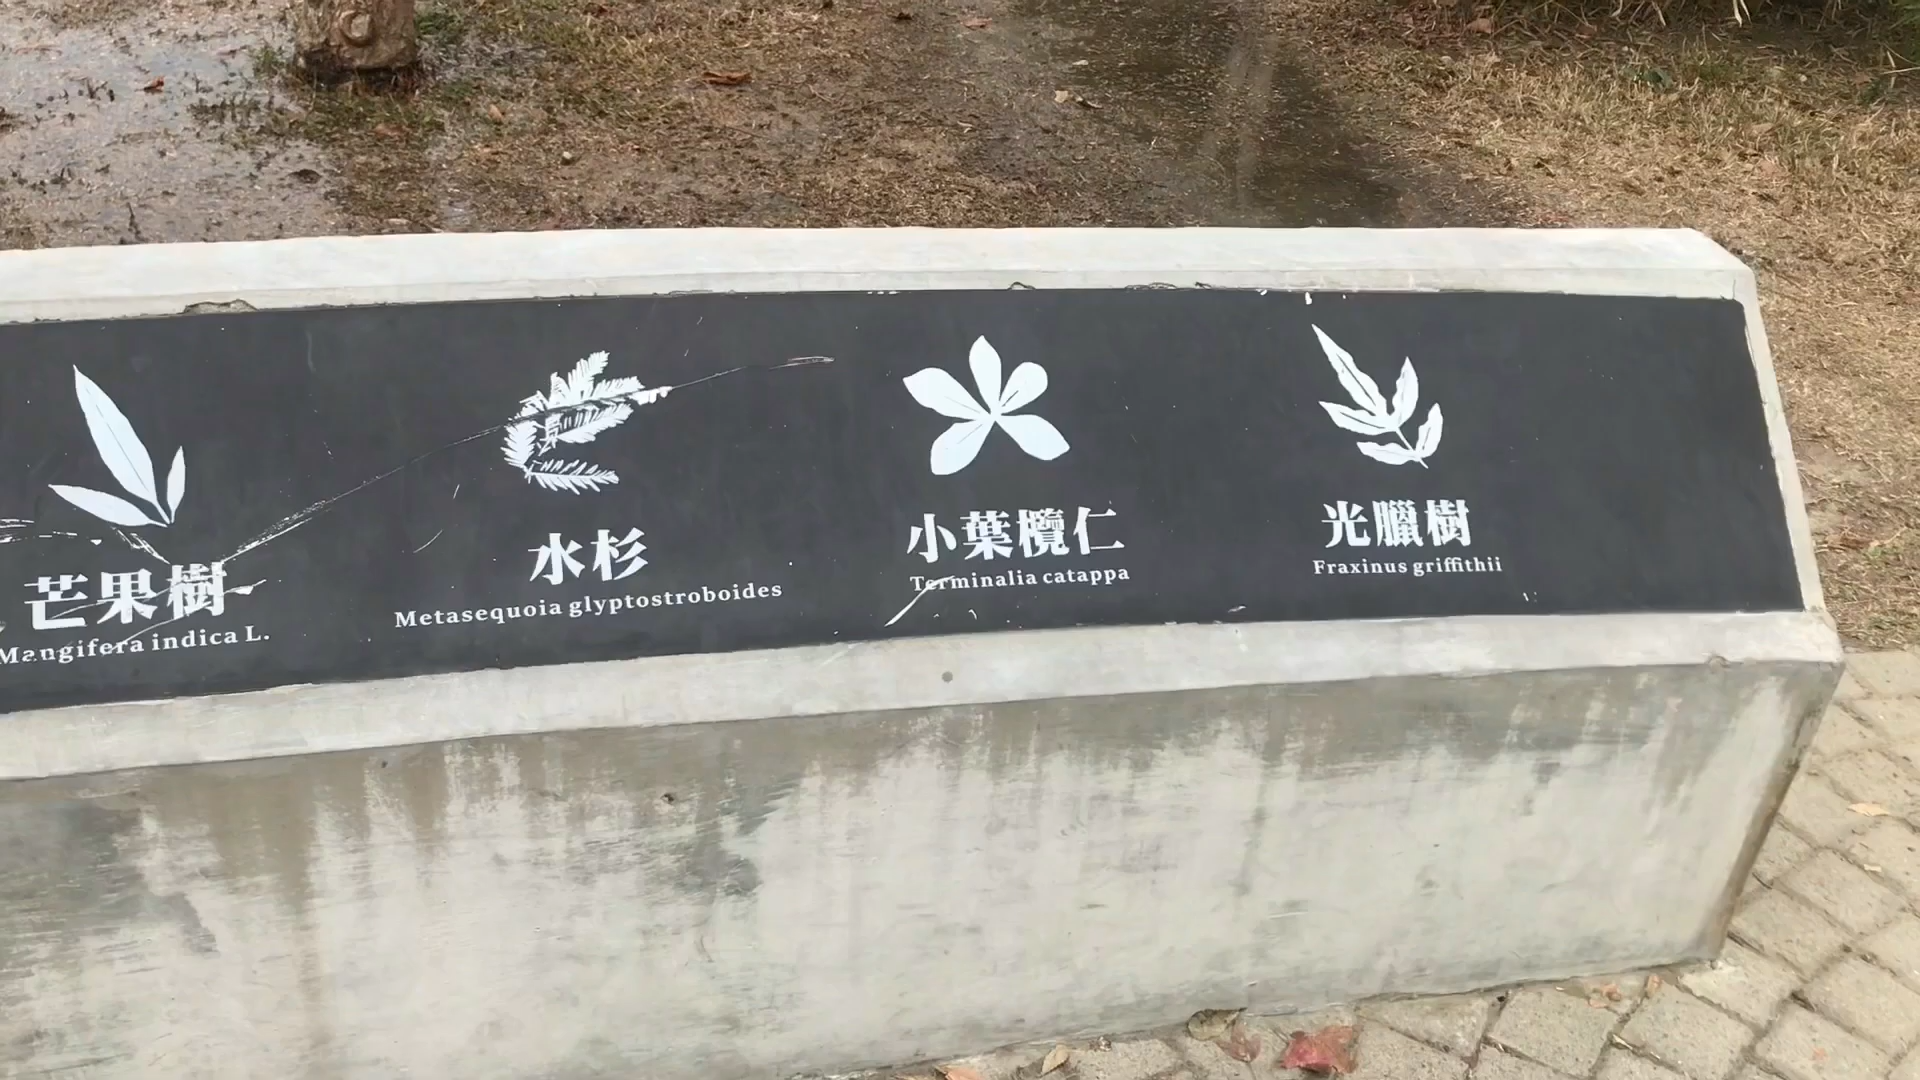 芒果樹
Mangifera indica L.
水杉
Metasequoia glyptostroboides
小葉欖仁
Terminalia catappa
光臘樹
Fraxinus griffithii